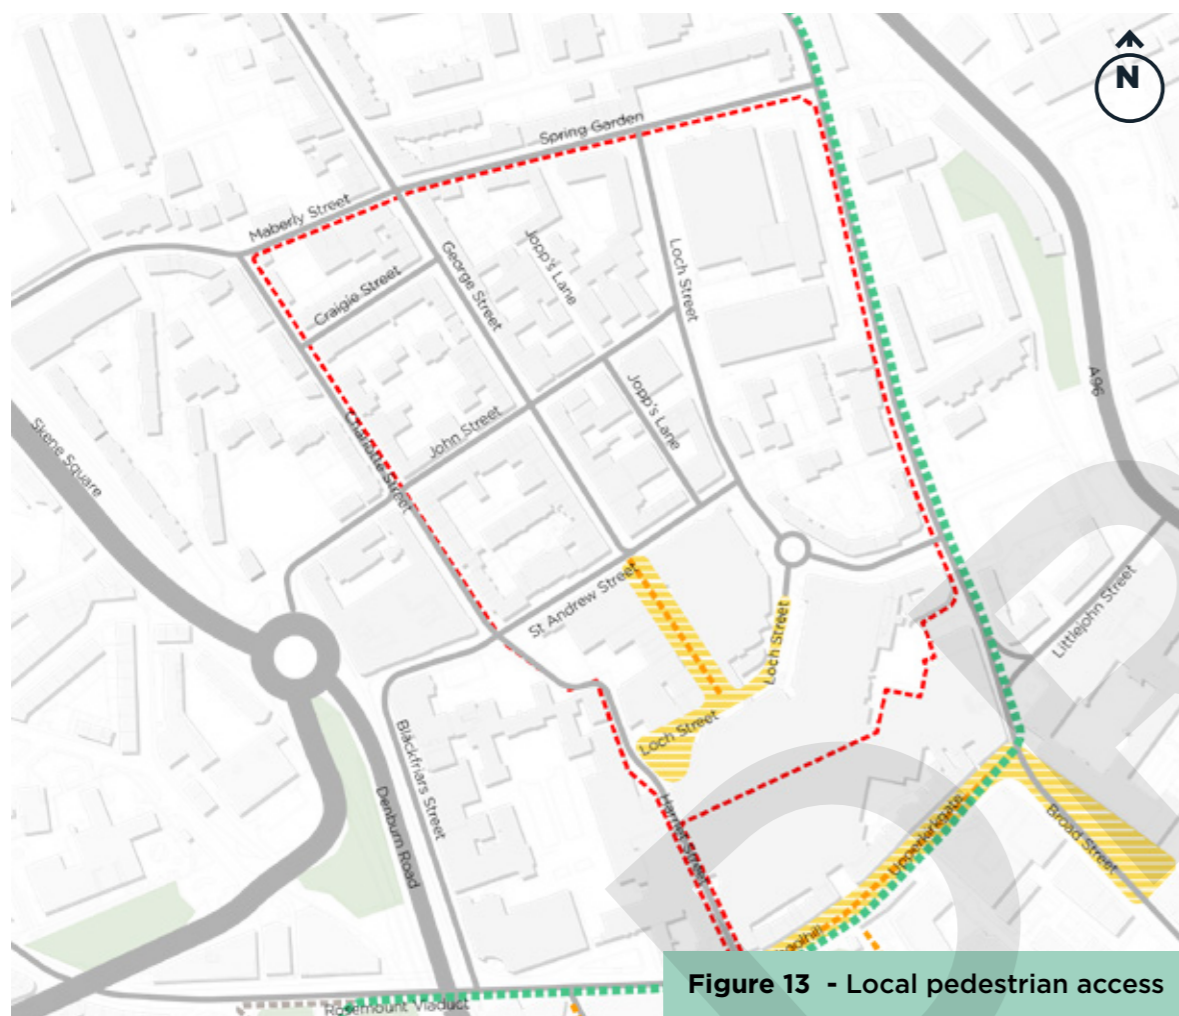 N
Spring Garden
Maberly Street
George Street
Jopp's Lane
Loch Street
Craigie Street
A96
Jopp's Lane
John Street
Charlotte Street
Skene Square
St Andrew Street
Littlejohn Street
Loch Street
Loch Street
Blackfriars Street
Denburn Road
Harriet Street
Upperkirkgate
Broad Street
Figure 13 - Local pedestrian access
Rosemount Viaduct